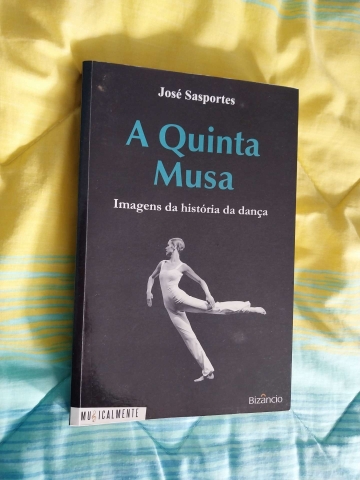 José Sasportes
A Quinta
Musa
Imagens da história da dança
Bizâncio
MUSICALMENTE